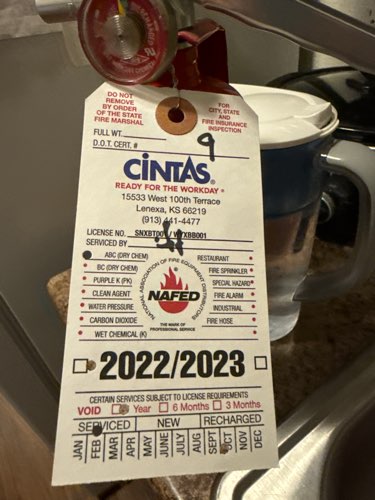 DO NOT
REMOVE
BY ORDER
OF THE STATE
FIRE MARSHAL
FOR
CITY, STATE
AND
FIRE INSURANCE
INSPECTION
FULL WT.
D.O.T. CERT. #
9
CINTAS®
READY FOR THE WORKDAY®
15533 West 100th Terrace
Lenexa, KS 66219
(913) 441-4477
LICENSE NO.
SERVICED BY
ABC (DRY CHEM)
BC (DRY CHEM)
PURPLE K (PK)
CLEAN AGENT
WATER PRESSURE
CARBON DIOXIDE
WET CHEMICAL (K)
NATIONAL ASSOCIATION OF FIRE EQUIPMENT DISTRIBUTORS
NAFED
THE MARK OF
PROFESSIONAL SERVICE
RESTAURANT
FIRE SPRINKLER
SPECIAL HAZARD
FIRE ALARM
INDUSTRIAL
FIRE HOSE
2022/2023
CERTAIN SERVICES SUBJECT TO LICENSE REQUIREMENTS
VOID Year 6 Months 3 Months
SERVICED NEW RECHARGED
JAN FEB MAR APR MAY JUNE JULY AUG SEPT OCT NOV DEC